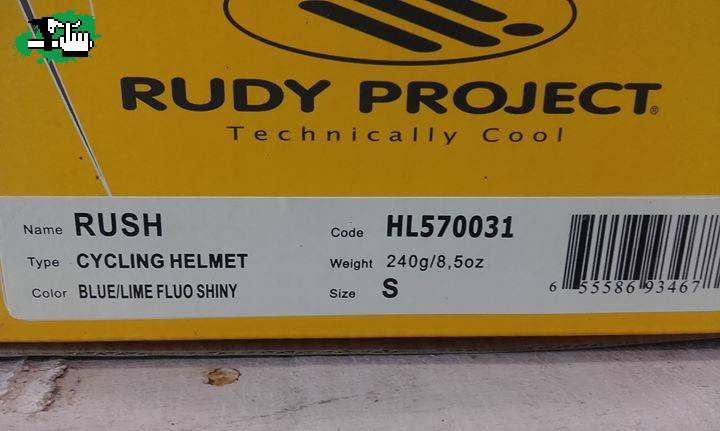 RUDY PROJECT®
Technically Cool
Name RUSH
Code HL570031
Type CYCLING HELMET
Weight 240g/8,5oz
Color BLUE/LIME FLUO SHINY
Size S
6 55586 93467